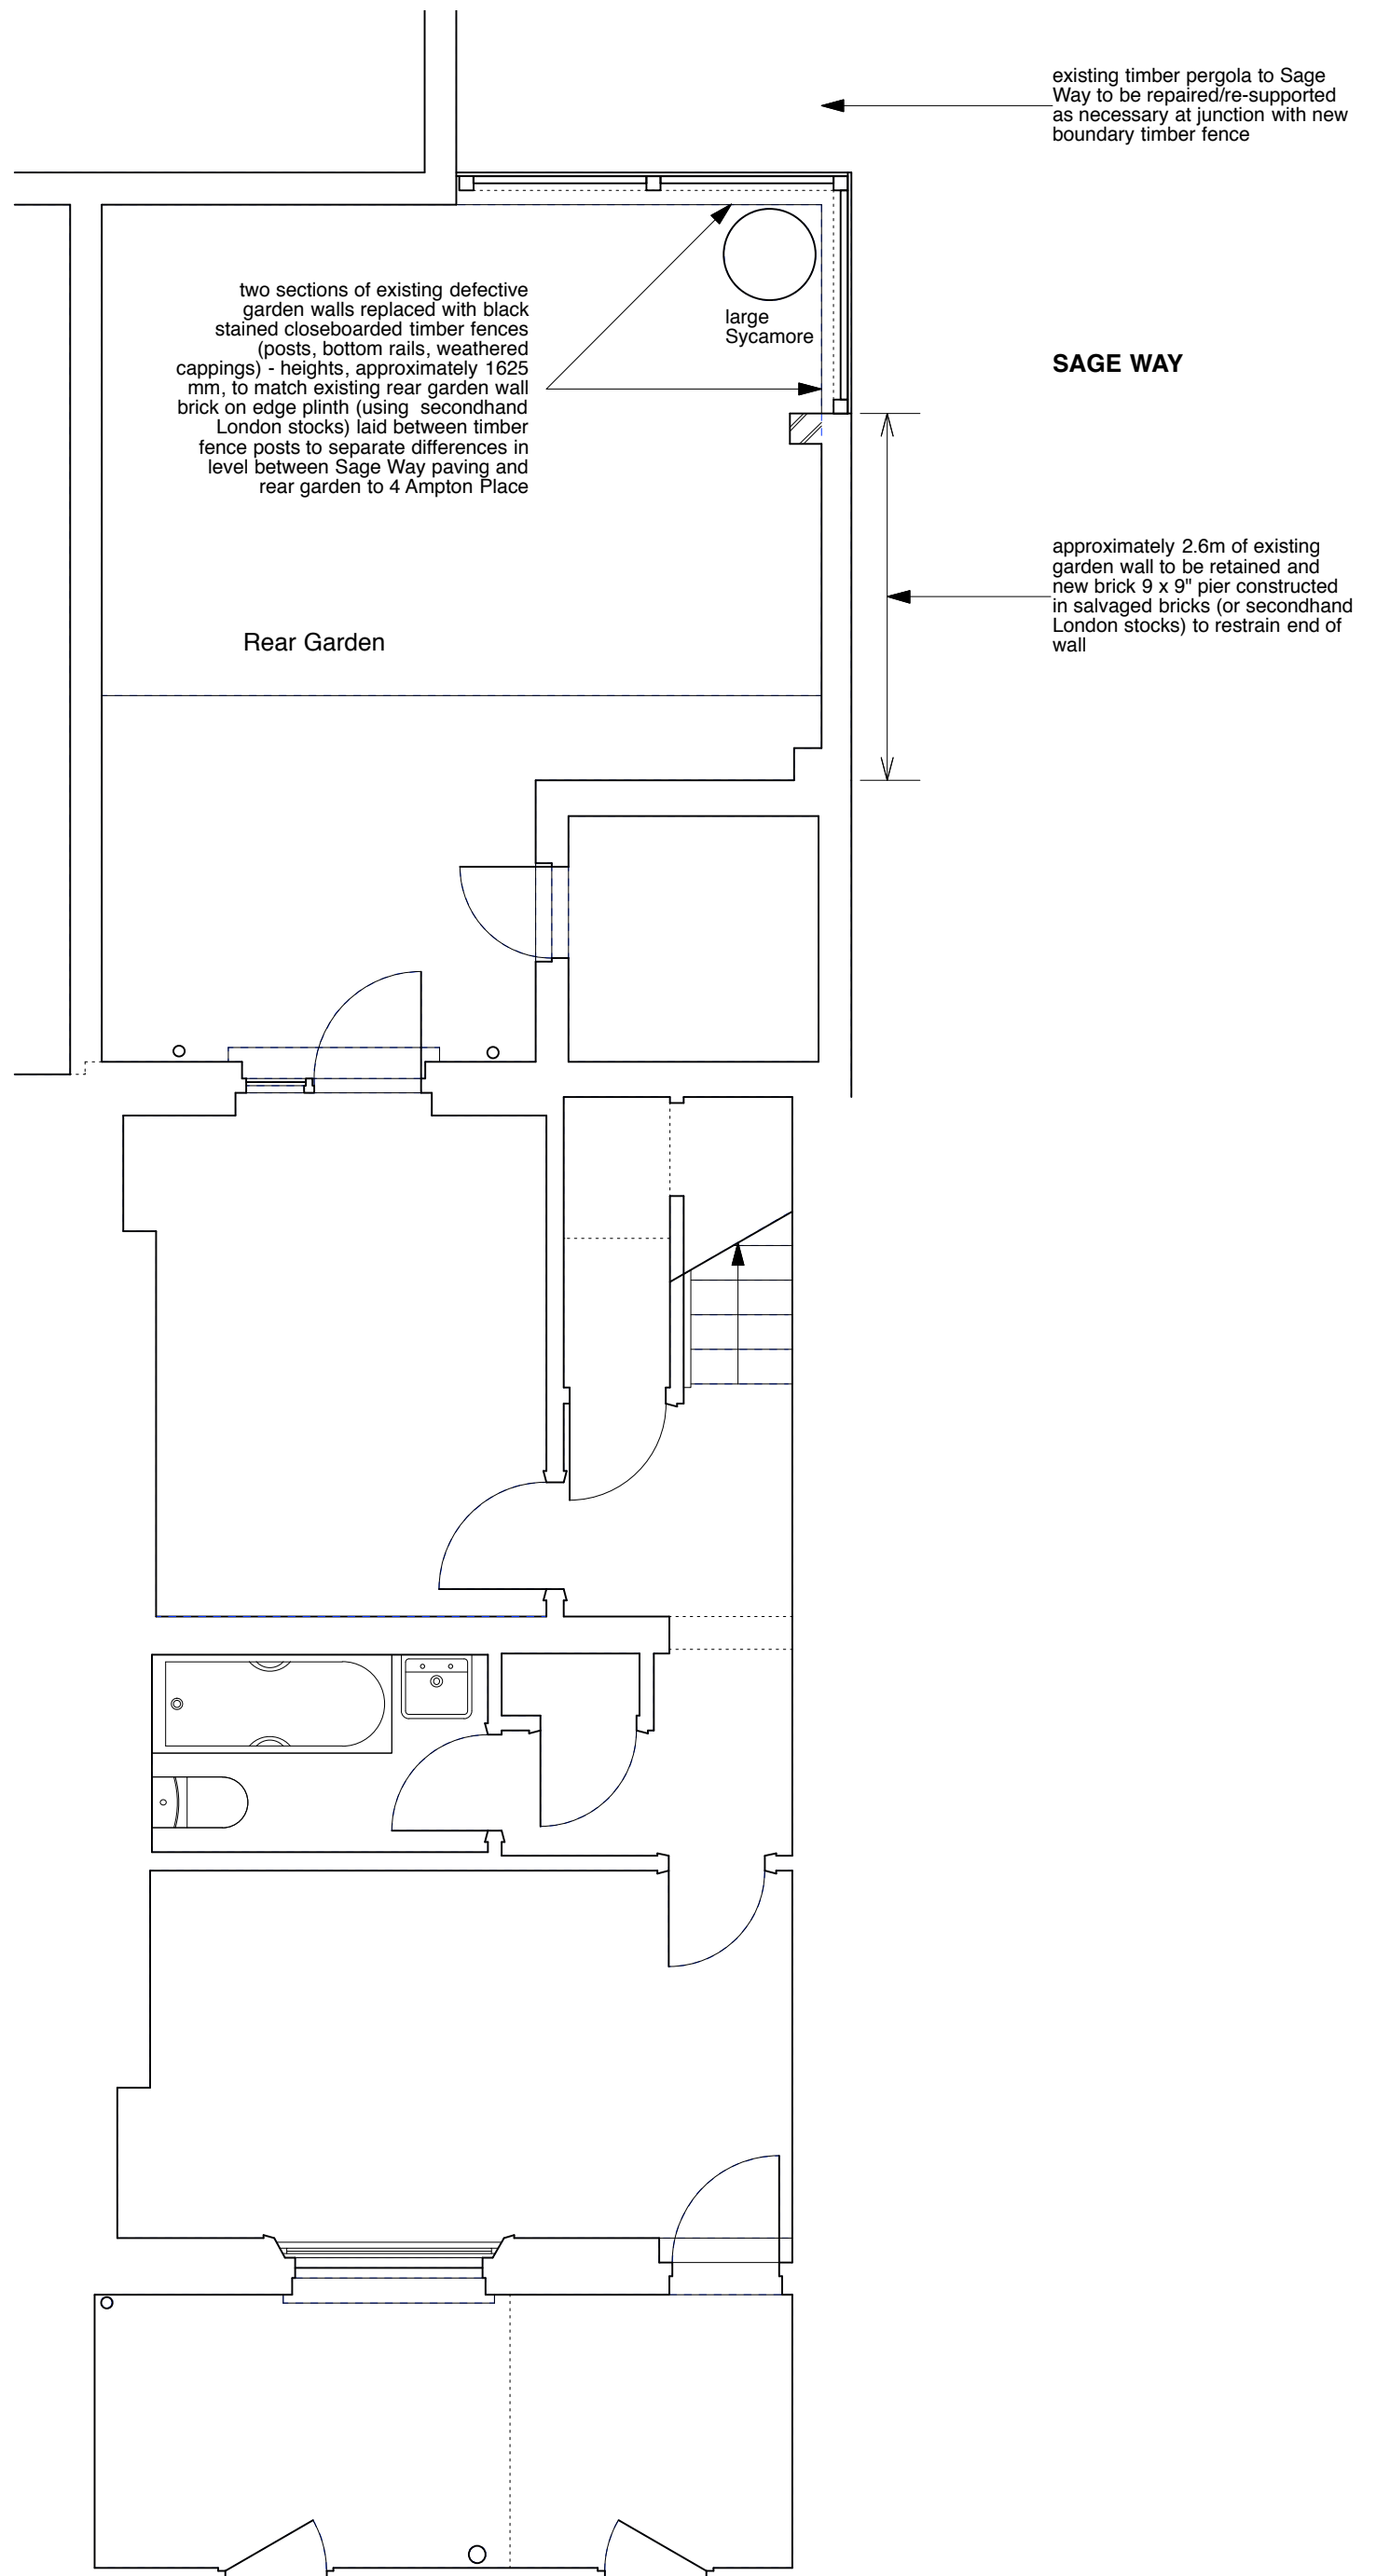 existing timber pergola to Sage
Way to be repaired/re-supported
as necessary at junction with new
boundary timber fence
two sections of existing defective
garden walls replaced with black
stained closeboarded timber fences
(posts, bottom rails, weathered
cappings) - heights, approximately 1625
mm, to match existing rear garden wall
brick on edge plinth (using secondhand
London stocks) laid between timber
fence posts to separate differences in
level between Sage Way paving and
rear garden to 4 Ampton Place
large
Sycamore
SAGE WAY
approximately 2.6m of existing
garden wall to be retained and
new brick 9 x 9" pier constructed
in salvaged bricks (or secondhand
London stocks) to restrain end of
wall
Rear Garden